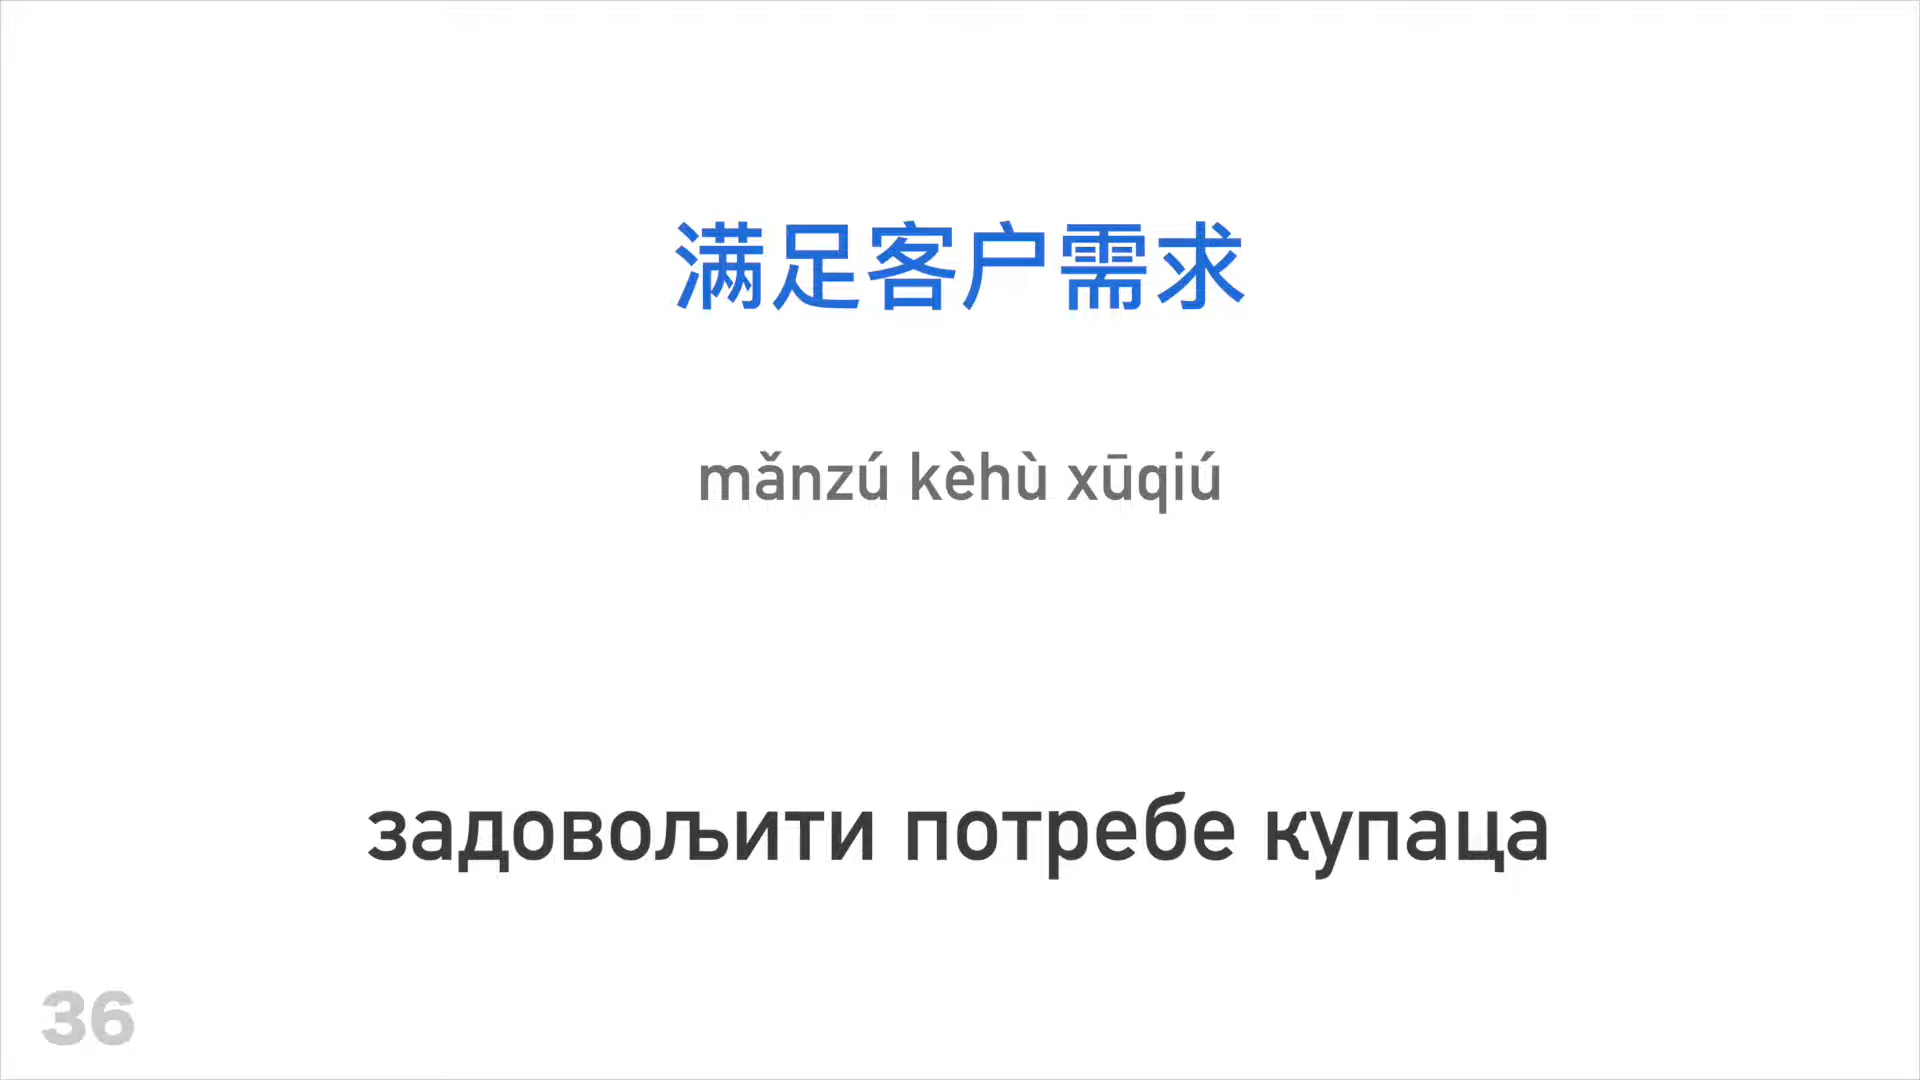 满足客户需求
mǎnzú kèhù xūqiú
задовољити потребе купаца
36